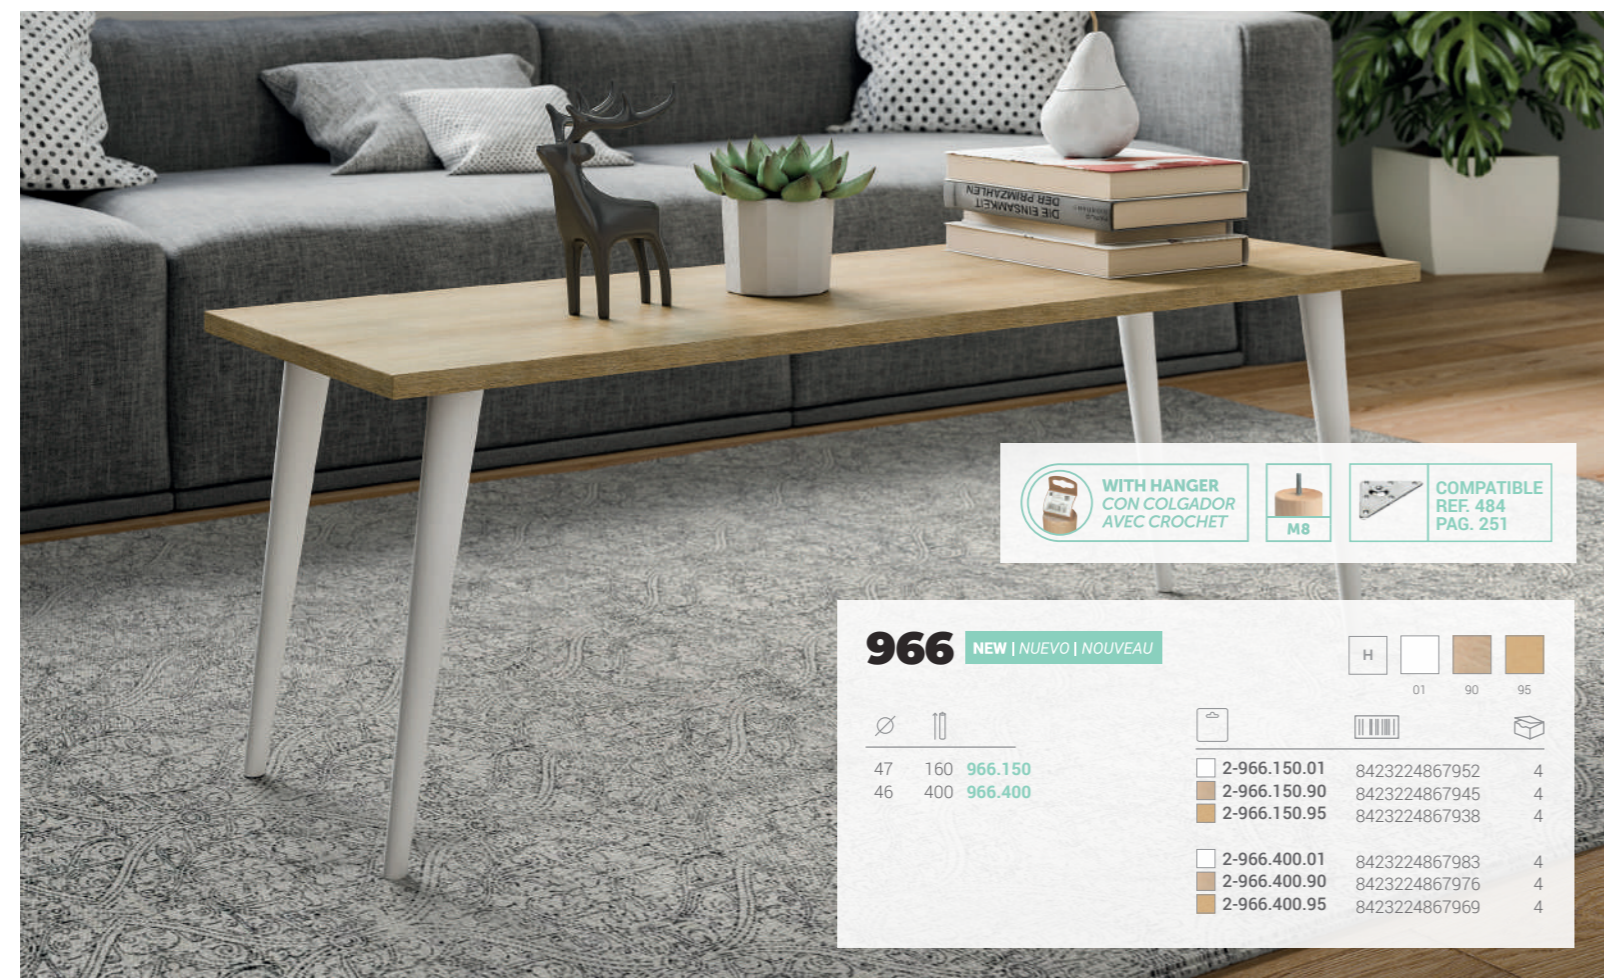 DIE EINSAMKEIT
DER PRIMZAHLEN
WITH HANGER
CON COLGADOR
AVEC CROCHET
M8
COMPATIBLE
REF. 484
PAG. 251
966 NEW | NUEVO | NOUVEAU
H
01 90 95
47 160 966.150
46 400 966.400
2-966.150.01 8423224867952 4
2-966.150.90 8423224867945 4
2-966.150.95 8423224867938 4
2-966.400.01 8423224867983 4
2-966.400.90 8423224867976 4
2-966.400.95 8423224867969 4